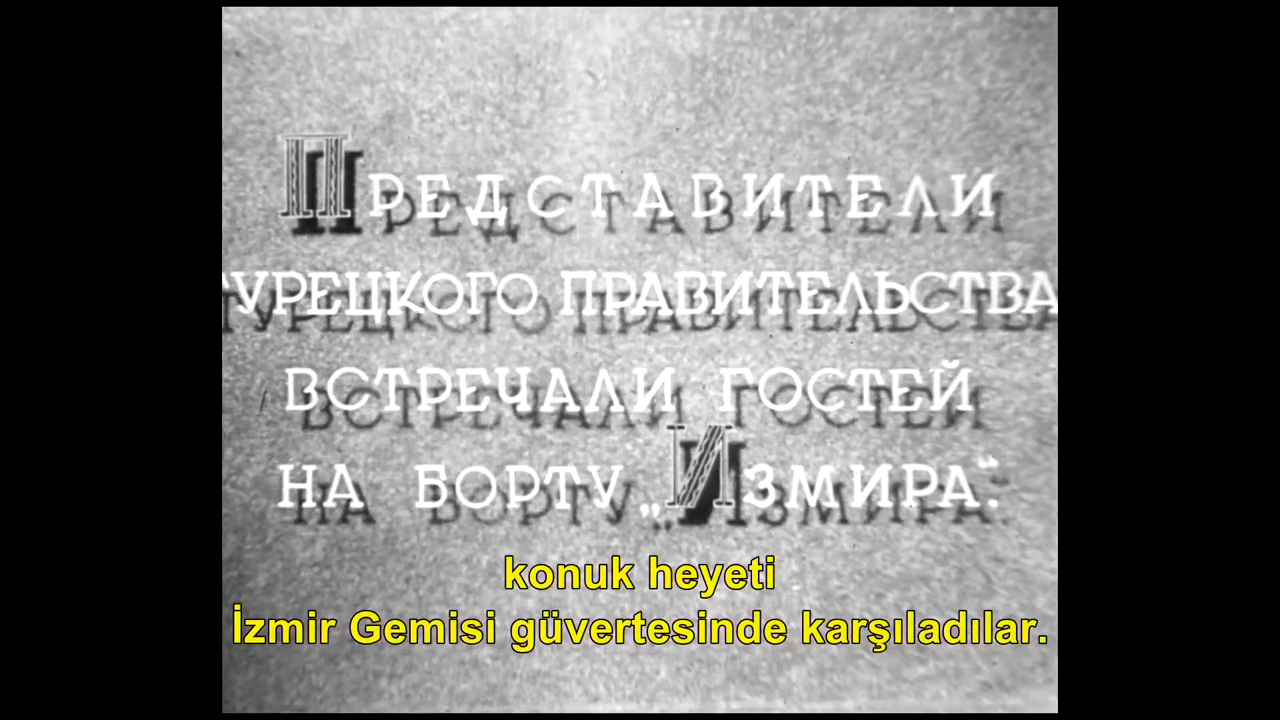 Представители
турецкого правительства
встречали гостей
на борту „Измира“.
konuk heyeti
İzmir Gemisi güvertesinde karşıladılar.